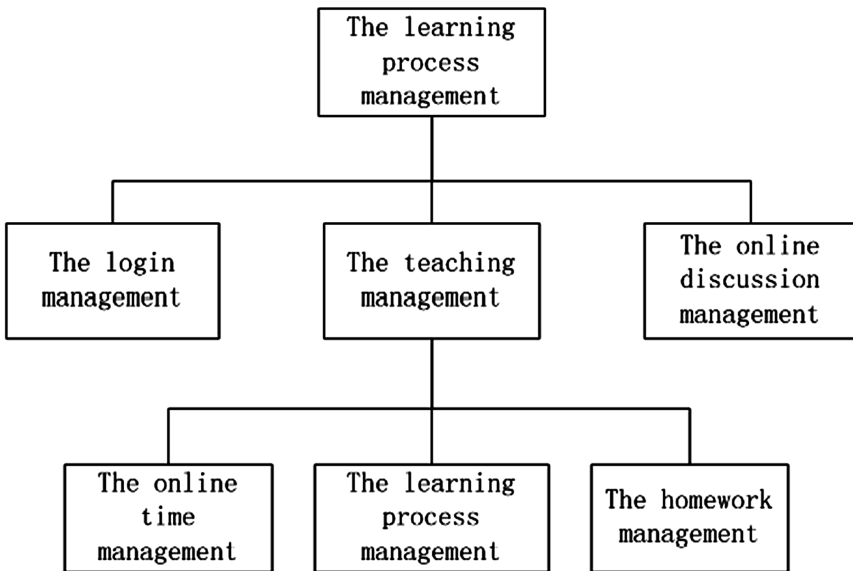 The learning
process
management
The login
management
The teaching
management
The online
discussion
management
The online
time
management
The learning
process
management
The homework
management